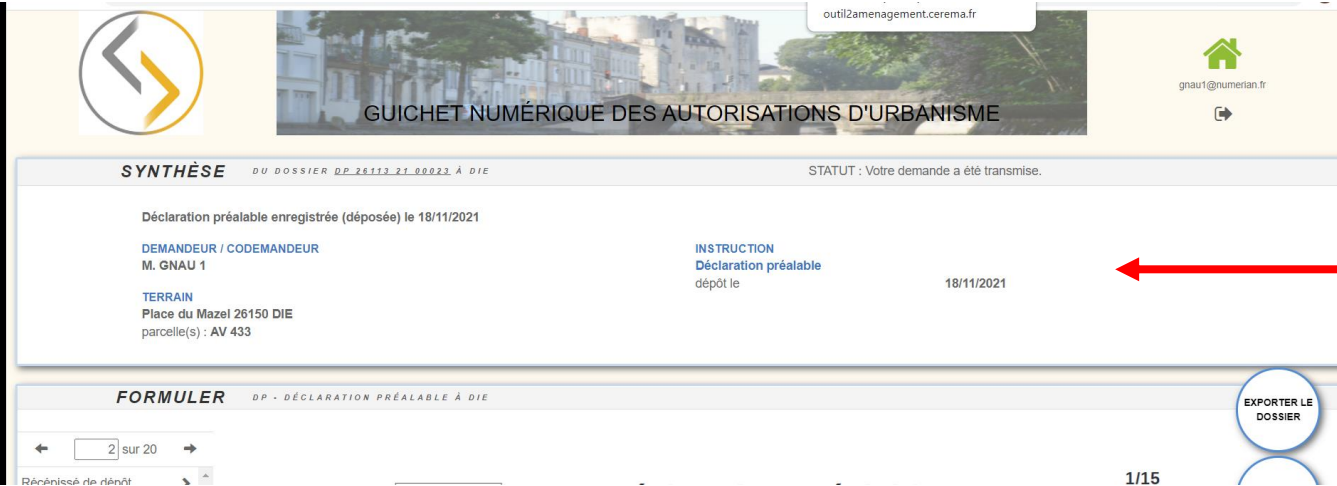 outil2amenagement.cerema.fr
GUICHET NUMÉRIQUE DES AUTORISATIONS D'URBANISME
gnau1@numerian.fr
SYNTHÈSE DU DOSSIER DP 26113 21 00023 À DIE STATUT : Votre demande a été transmise.
Déclaration préalable enregistrée (déposée) le 18/11/2021
DEMANDEUR / CODEMANDEUR
M. GNAU 1
TERRAIN
Place du Mazel 26150 DIE
parcelle(s) : AV 433
INSTRUCTION
Déclaration préalable
dépôt le 18/11/2021
FORMULER DP - DÉCLARATION PRÉALABLE À DIE
EXPORTER LE
DOSSIER
2 sur 20
Récépissé de dépôt
1/15